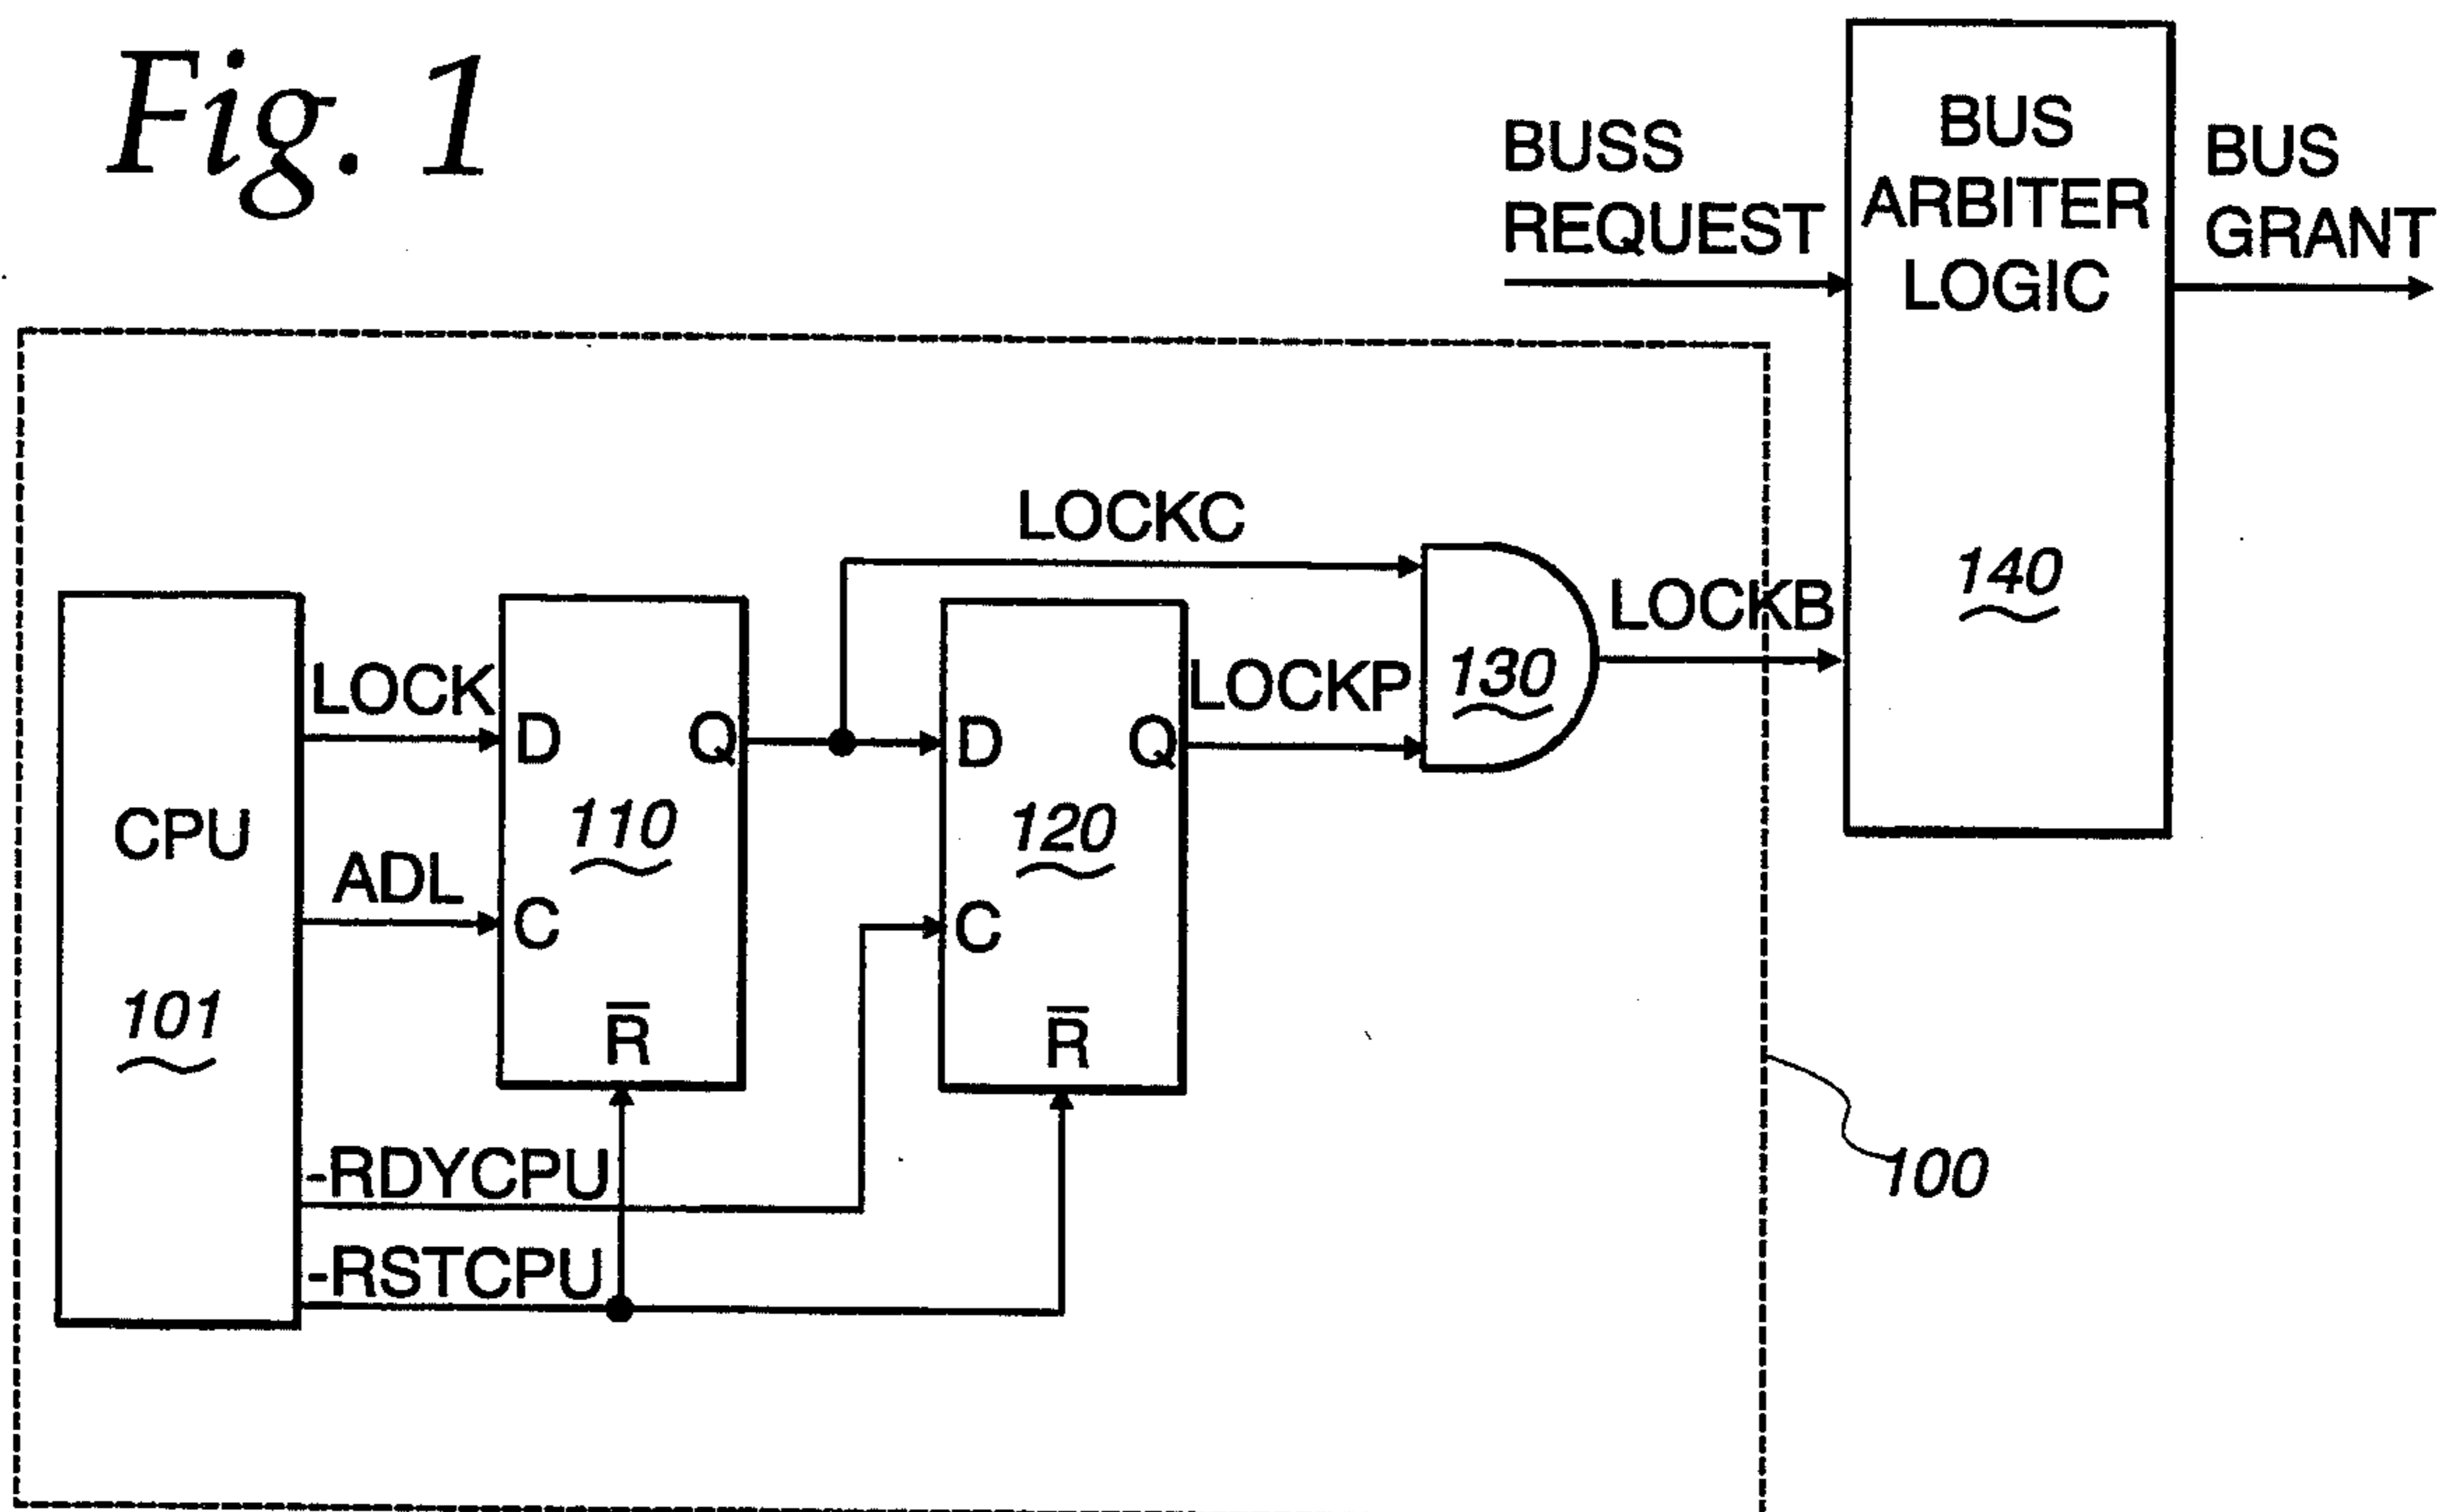 Fig. 1
BUSS
REQUEST
BUS
ARBITER
LOGIC
140
BUS
GRANT
LOCKC
LOCKB
130
LOCKP
LOCK
ADL
CPU
101
D
Q
110
C
R̅
D
Q
120
C
R̅
-RDYCPU
-RSTCPU
100